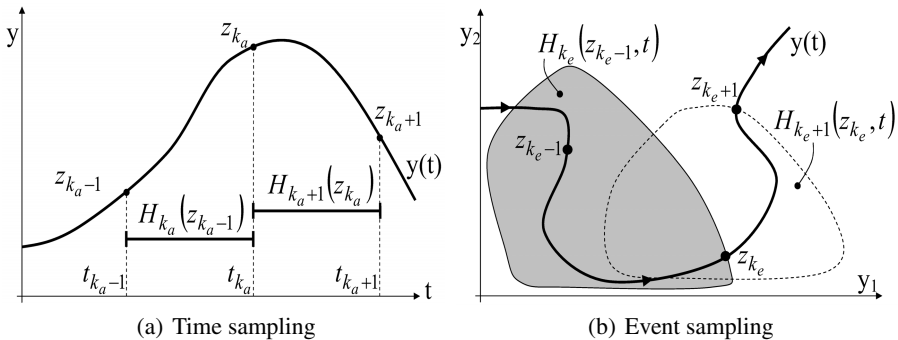 y
z_{k_a}
z_{k_a+1}
z_{k_a-1}
y(t)
H_{k_a+1}(z_{k_a})
H_{k_a}(z_{k_a-1})
t_{k_a-1}
t_{k_a}
t_{k_a+1}
t
(a) Time sampling
y_2
H_{k_e}(z_{k_e-1}, t)
y(t)
z_{k_e+1}
H_{k_e+1}(z_{k_e}, t)
z_{k_e-1}
z_{k_e}
y_1
(b) Event sampling